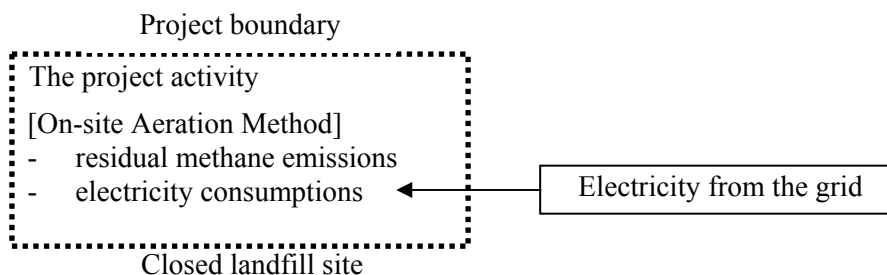 Project boundary
The project activity
[On-site Aeration Method]
- residual methane emissions
- electricity consumptions
Electricity from the grid
Closed landfill site